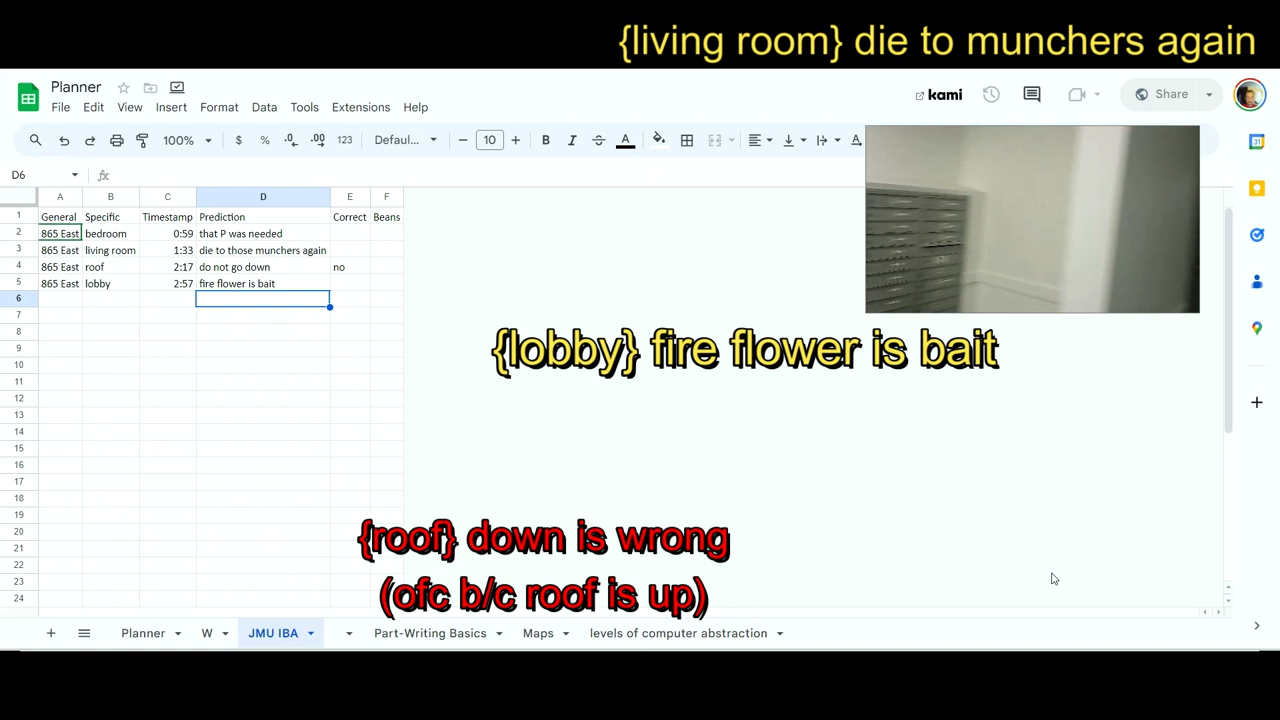 {living room} die to munchers again
Planner
File Edit View Insert Format Data Tools Extensions Help
kami
Share
100% $ % .0 .00 123 Defaul... 10 B I S A
31
D6 fx
A B C D E F
1 General Specific Timestamp Prediction Correct Beans
2 865 East bedroom 0:59 that P was needed
3 865 East living room 1:33 die to those munchers again
4 865 East roof 2:17 do not go down no
5 865 East lobby 2:57 fire flower is bait
6
7
8
9
10
11
12
13
14
15
16
17
18
19
20
21
22
23
24
{lobby} fire flower is bait
{roof} down is wrong
(ofc b/c roof is up)
Planner W JMU IBA Part-Writing Basics Maps levels of computer abstraction